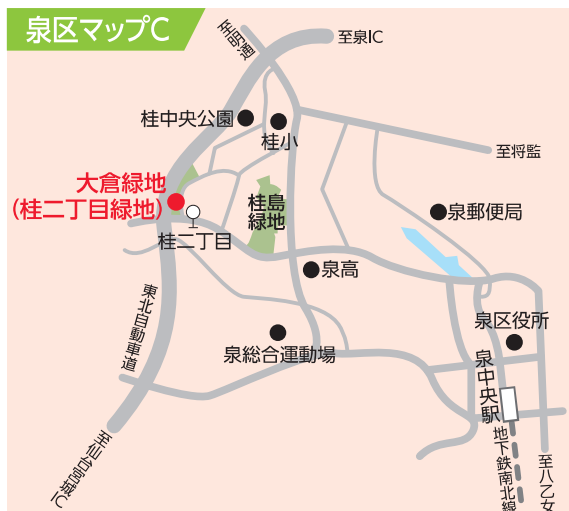 泉区マップC
至明通
至泉IC
桂中央公園
桂小
至将監
大倉緑地
(桂二丁目緑地)
桂島
緑地
泉郵便局
桂二丁目
泉高
東北自動車道
泉区役所
泉総合運動場
泉中央駅
至仙台宮城IC
地下鉄南北線
至八乙女